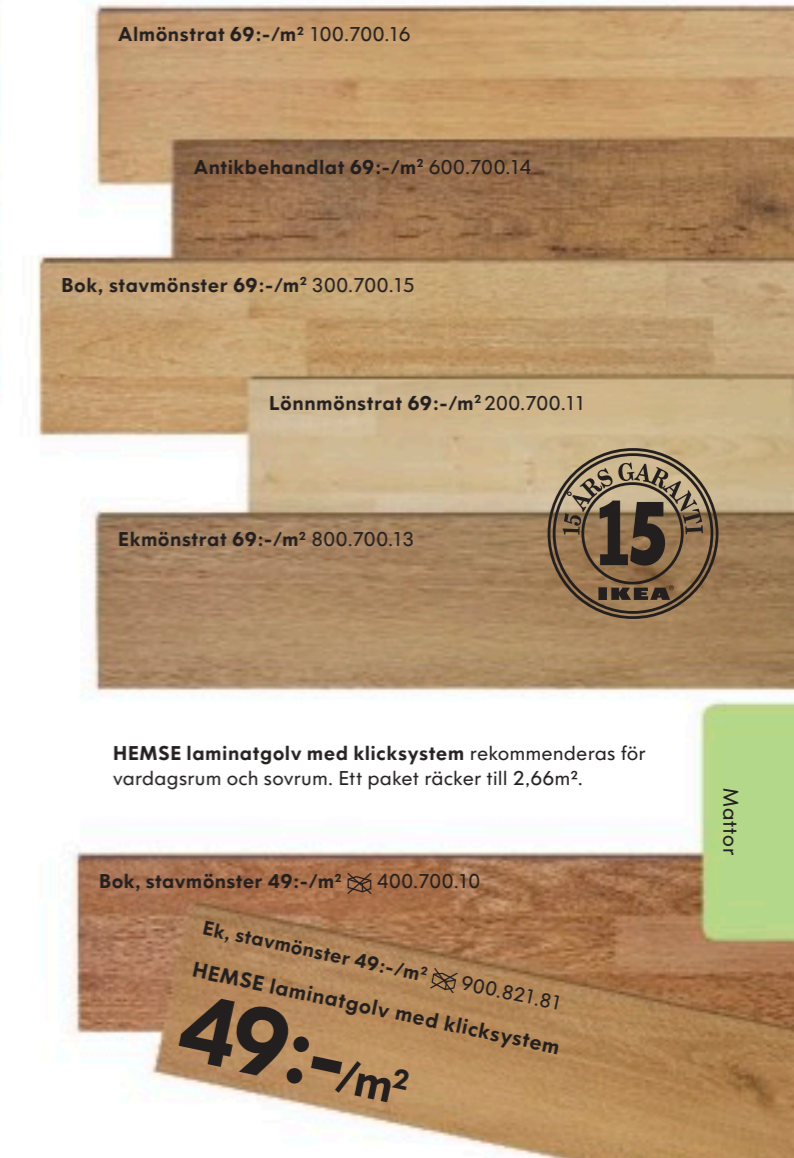 Almönstrat 69:-/m² 100.700.16
Antikbehandlat 69:-/m² 600.700.14
Bok, stavmönster 69:-/m² 300.700.15
Lönnmönstrat 69:-/m² 200.700.11
15 ÅRS GARANTI
15
IKEA
Ekmönstrat 69:-/m² 800.700.13
HEMSE laminatgolv med klicksystem rekommenderas för
vardagsrum och sovrum. Ett paket räcker till 2,66m².
Mattor
Bok, stavmönster 49:-/m² 400.700.10
Ek, stavmönster 49:-/m² 900.821.81
HEMSE laminatgolv med klicksystem
49:-/m²